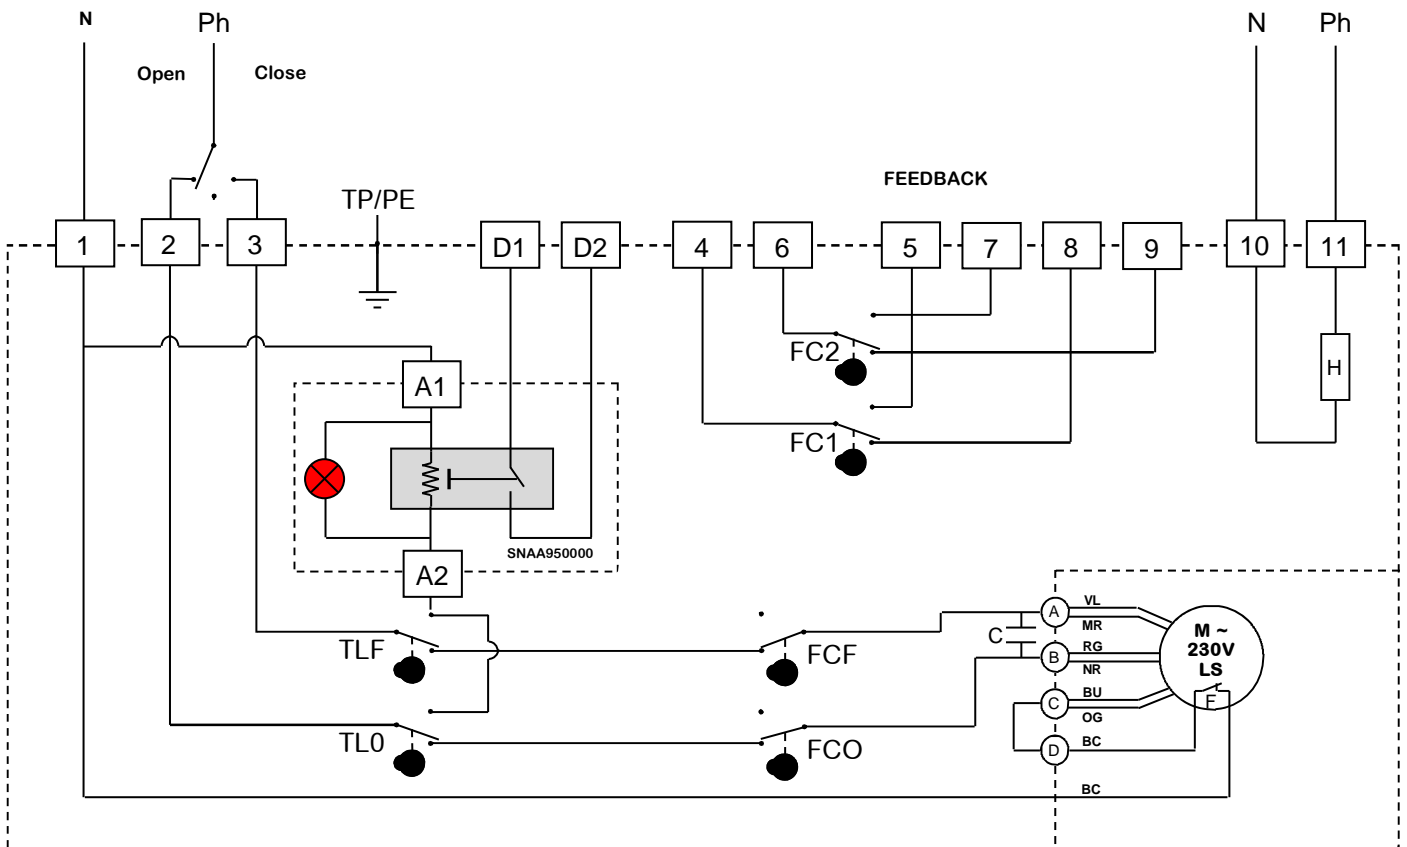 N
Ph
N
Ph
Open
Close
FEEDBACK
TP/PE
1
2
3
D1
D2
4
6
5
7
8
9
10
11
FC2
H
A1
FC1
SNAA950000
A2
A
VL
MR
C
M ~
230V
LS
TLF
FCF
B
RG
NR
BU
F
C
OG
TL0
FCO
D
BC
BC